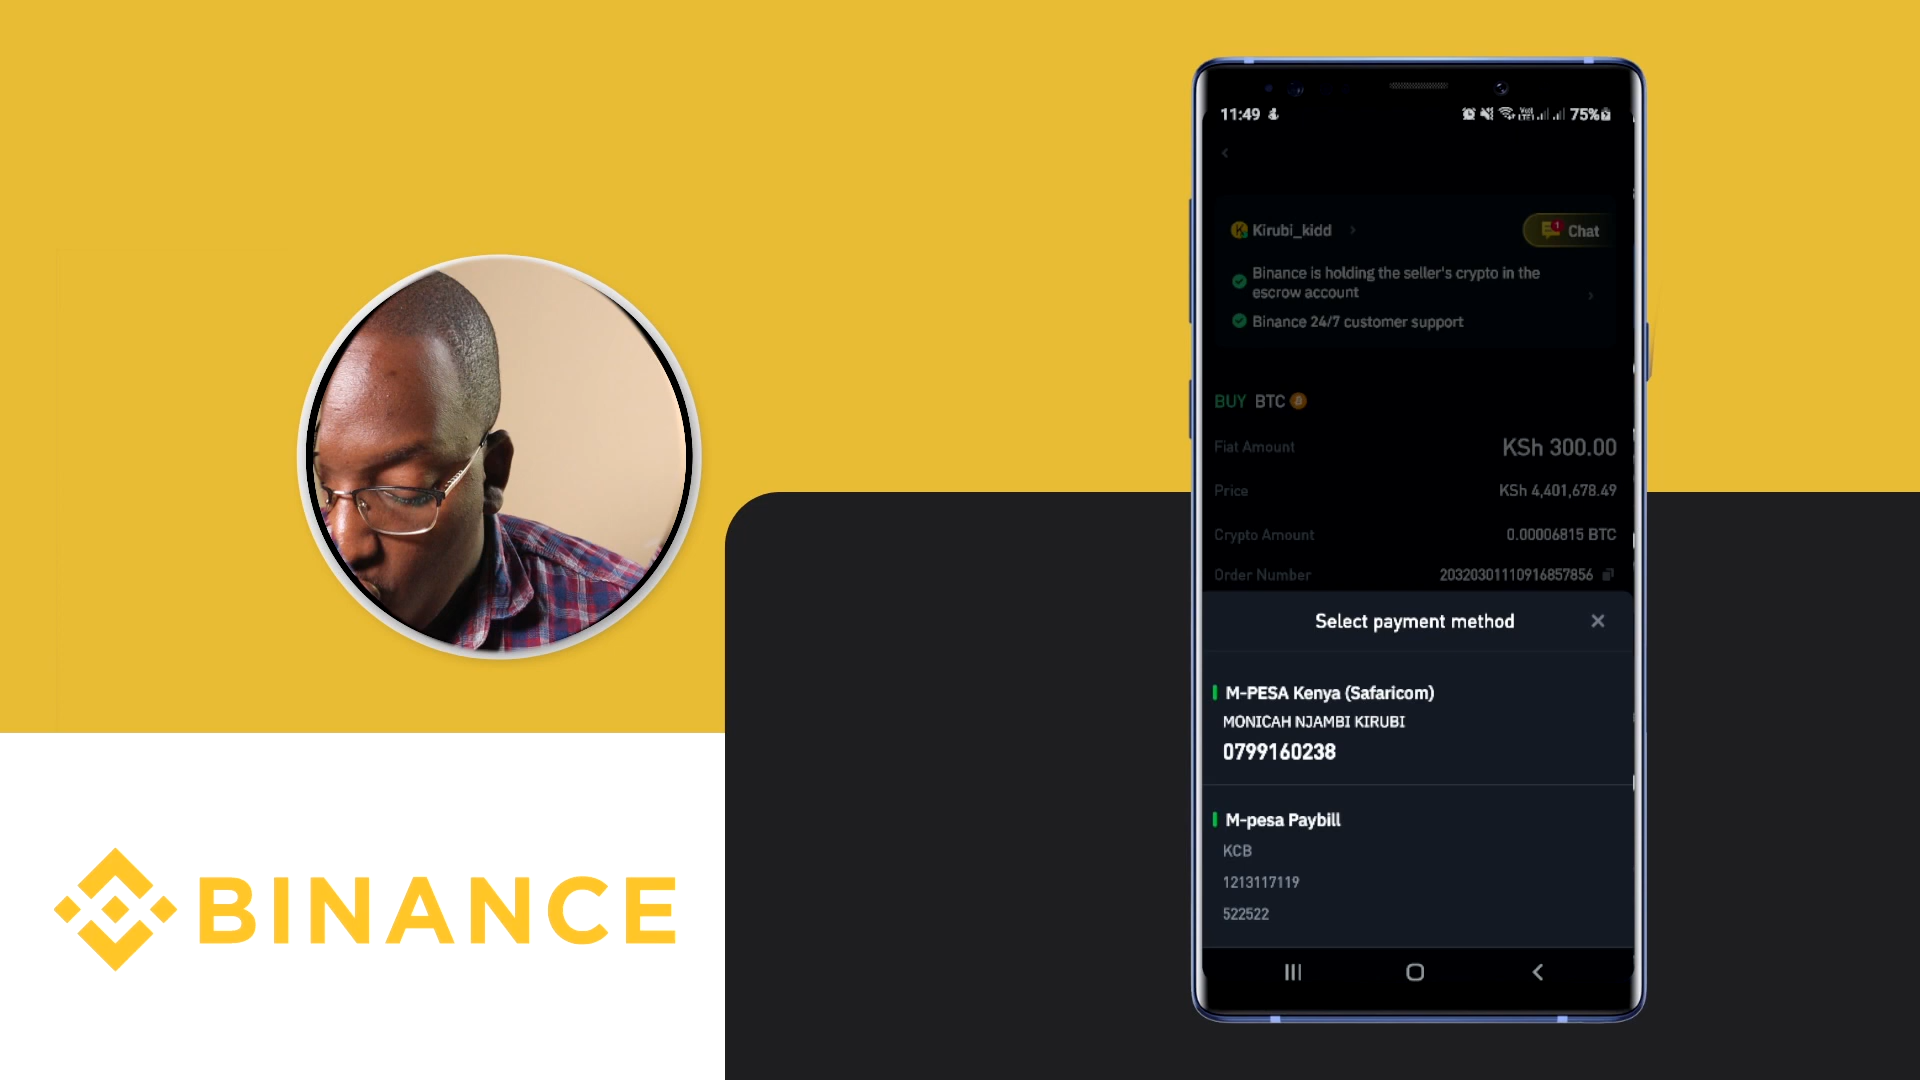 BINANCE
11:49
75%
Kirubi_kidd
1
Chat
Binance is holding the seller's crypto in the
escrow account
Binance 24/7 customer support
BUY BTC
Fiat Amount
KSh 300.00
Price
KSh 4,401,678.49
Crypto Amount
0.00006815 BTC
Order Number
20320301110916857856
Select payment method
M-PESA Kenya (Safaricom)
MONICAH NJAMBI KIRUBI
0799160238
M-pesa Paybill
KCB
1213117119
522522